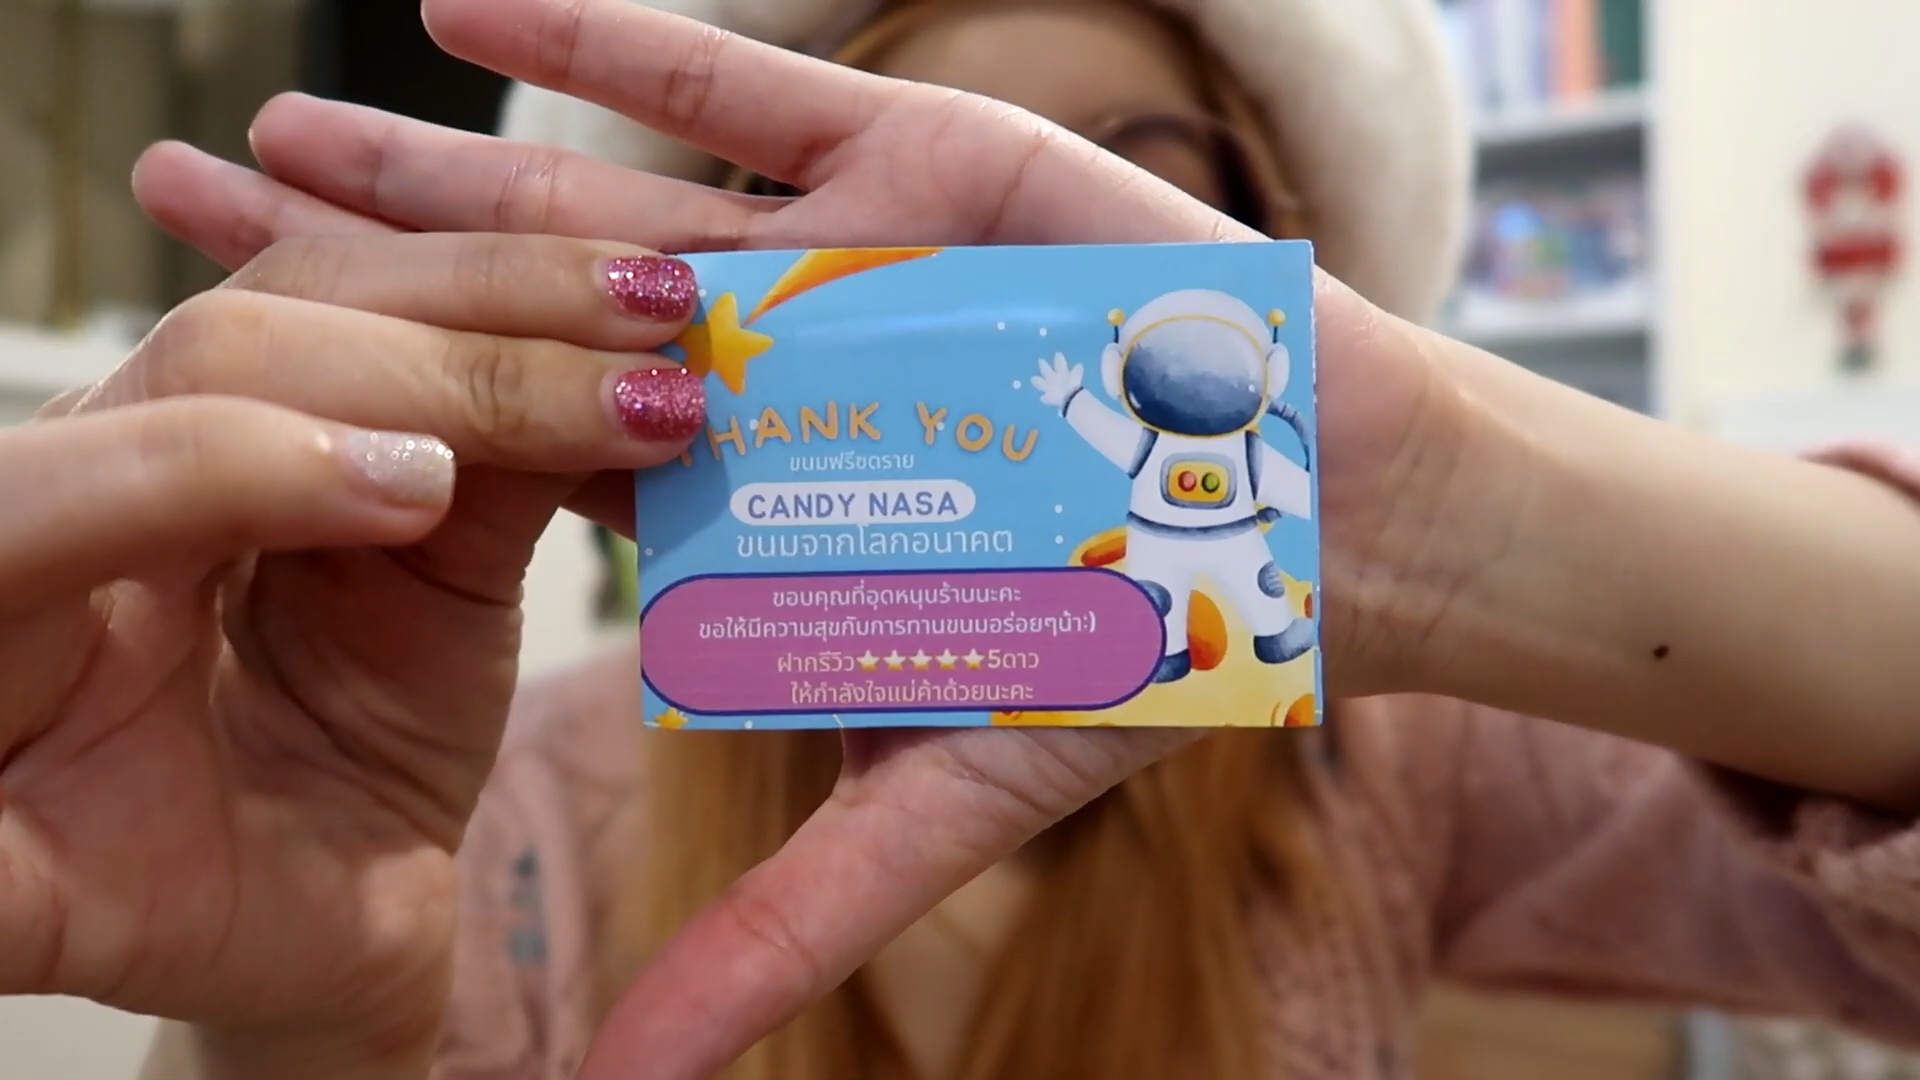 THANK YOU
ขนมฟรีซดราย
CANDY NASA
ขนมจากโลกอนาคต
ขอบคุณที่อุดหนุนร้านนะคะ
ขอให้มีความสุขกับการทานขนมอร่อยๆน้า:)
ฝากรีวิว⭐⭐⭐⭐⭐5ดาว
ให้กำลังใจแม่ค้าด้วยนะคะ